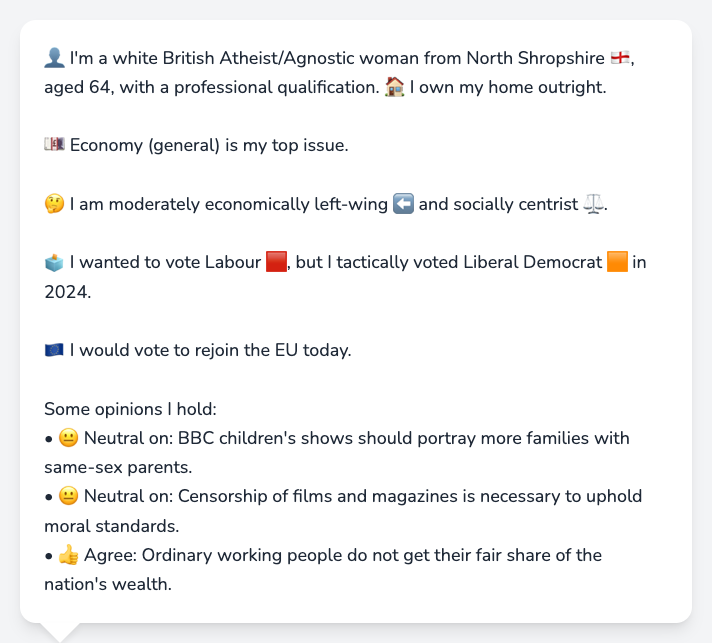 👤 I'm a white British Atheist/Agnostic woman from North Shropshire 🏴󠁧󠁢󠁥󠁮󠁧󠁿,
aged 64, with a professional qualification. 🏠 I own my home outright.
💷 Economy (general) is my top issue.
🤔 I am moderately economically left-wing ⬅️ and socially centrist ⚖️.
🗳️ I wanted to vote Labour 🟥, but I tactically voted Liberal Democrat 🟧 in
2024.
🇪🇺 I would vote to rejoin the EU today.
Some opinions I hold:
• 😐 Neutral on: BBC children's shows should portray more families with
same-sex parents.
• 😐 Neutral on: Censorship of films and magazines is necessary to uphold
moral standards.
• 👍 Agree: Ordinary working people do not get their fair share of the
nation's wealth.